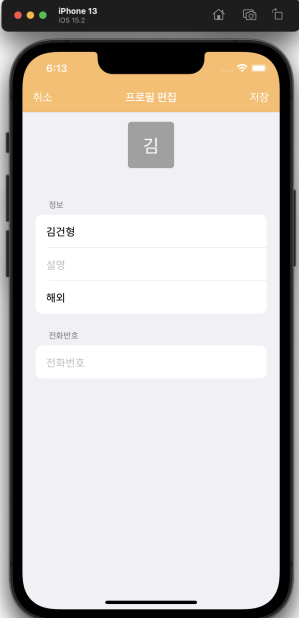 iPhone 13
iOS 15.2
6:13
취소 프로필 편집 저장
김
정보
김건형
설명
해외
전화번호
전화번호